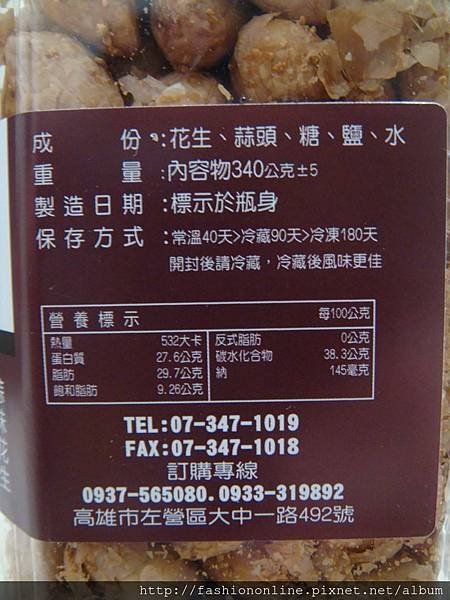 成 份:花生、蒜頭、糖、鹽、水
重 量:內容物340公克±5
製造日期:標示於瓶身
保存方式:常溫40天>冷藏90天>冷凍180天
開封後請冷藏,冷藏後風味更佳
營養標示 每100公克
熱量 532大卡 反式脂肪 0公克
蛋白質 27.6公克 碳水化合物 38.3公克
脂肪 29.7公克 納 145毫克
飽和脂肪 9.26公克
TEL:07-347-1019
FAX:07-347-1018
訂購專線
0937-565080.0933-319892
高雄市左營區大中一路492號
http://fashiononline.pixnet.net/album